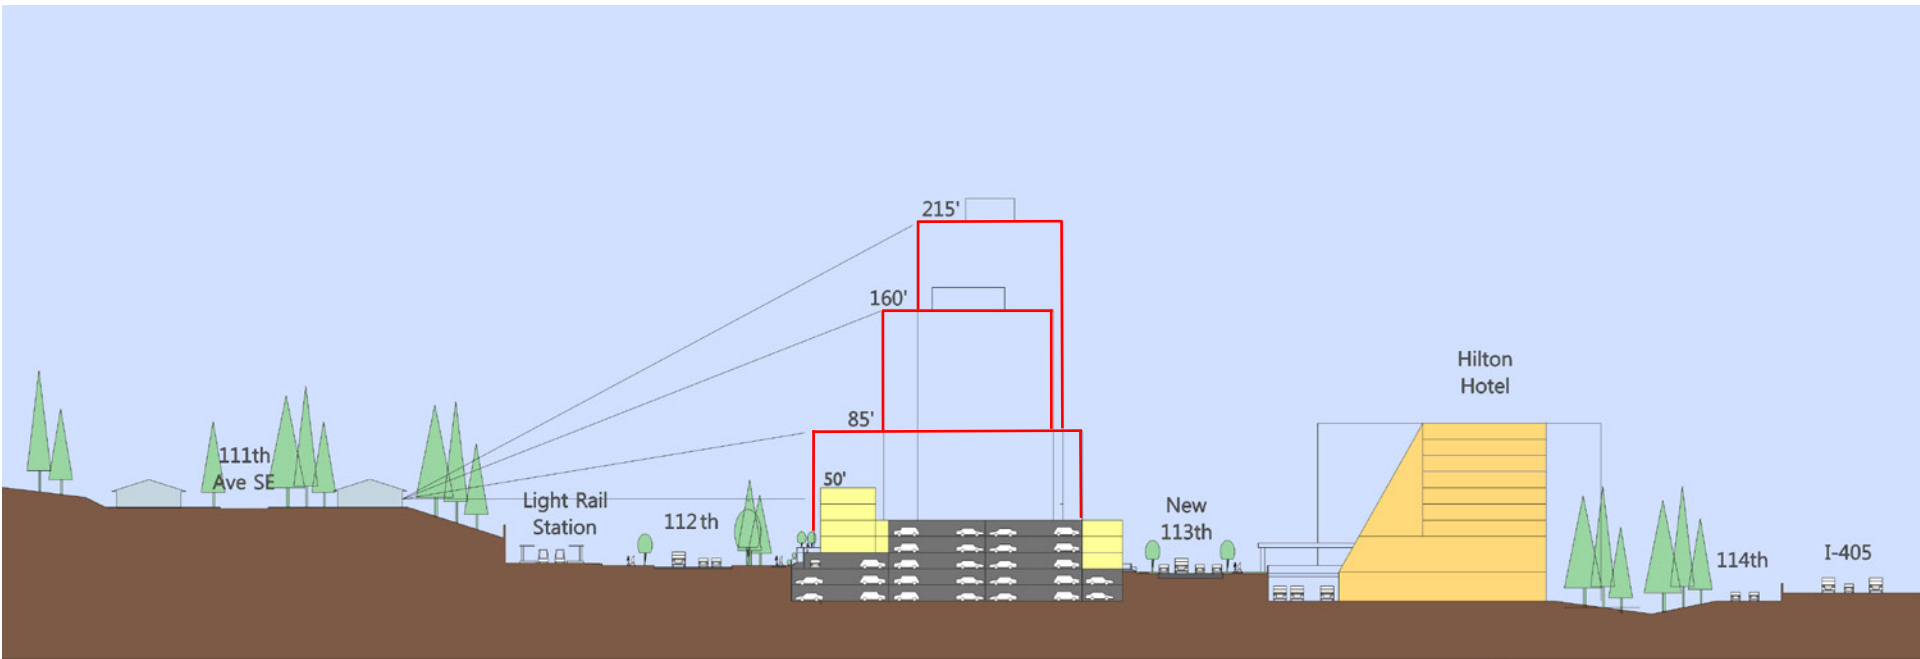 215'
160'
85'
50'
111th
Ave SE
Light Rail
Station
112th
New
113th
Hilton
Hotel
114th
I-405